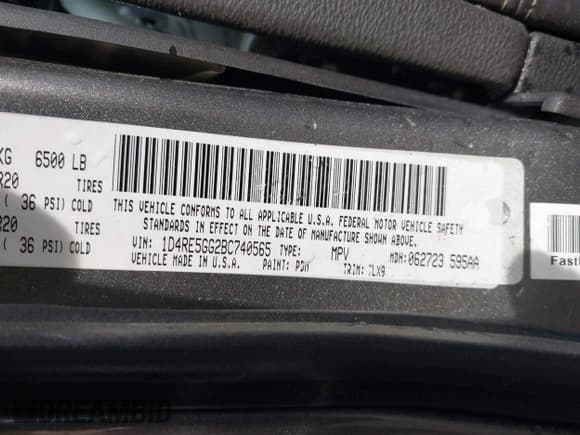 KG 6500 LB
R20 TIRES
( 36 PSI) COLD
R20 TIRES
( 36 PSI) COLD
THIS VEHICLE CONFORMS TO ALL APPLICABLE U.S.A. FEDERAL MOTOR VEHICLE SAFETY
STANDARDS IN EFFECT ON THE DATE OF MANUFACTURE SHOWN ABOVE.
VIN: 1D4RE5GG2BC740565 TYPE: MPV MDH: 062723 595AA
VEHICLE MADE IN U.S.A. PAINT: PDM TRIM: TLX9
Fast
DREAMBID